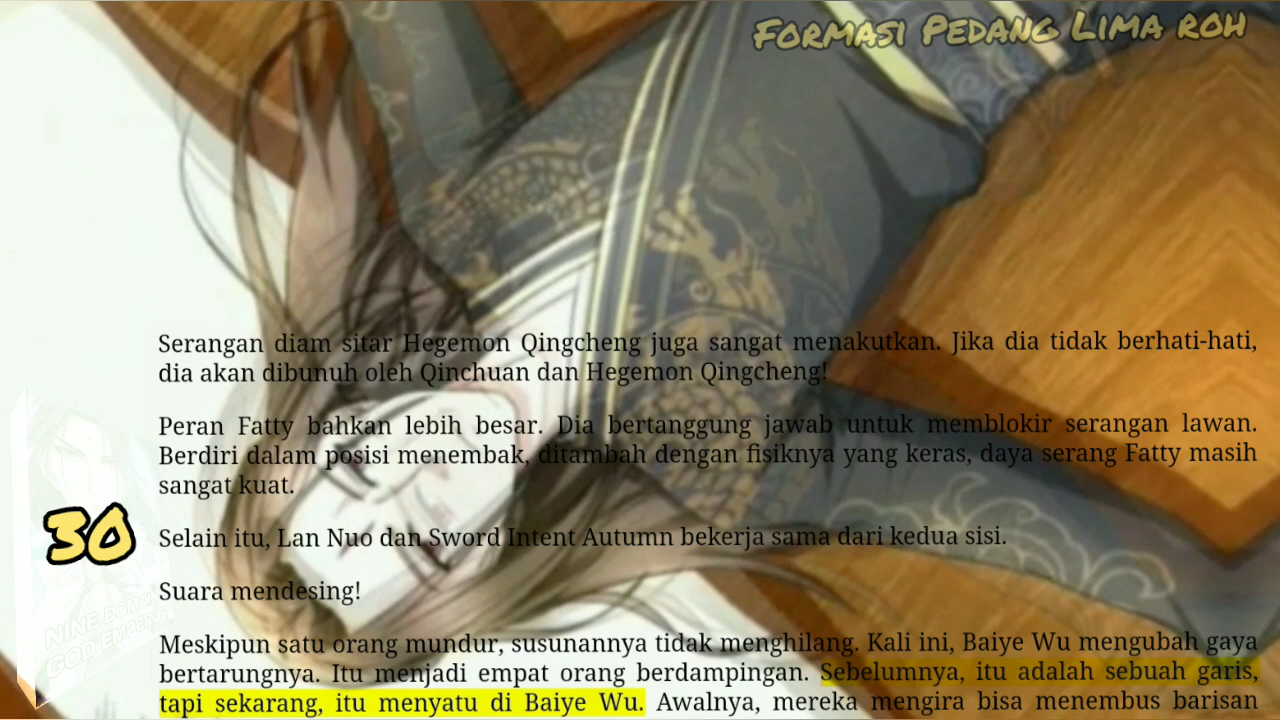 Formasi Pedang Lima roh
Serangan diam sitar Hegemon Qingcheng juga sangat menakutkan. Jika dia tidak berhati-hati,
dia akan dibunuh oleh Qinchuan dan Hegemon Qingcheng!
Peran Fatty bahkan lebih besar. Dia bertanggung jawab untuk memblokir serangan lawan.
Berdiri dalam posisi menembak, ditambah dengan fisiknya yang keras, daya serang Fatty masih
sangat kuat.
30
Selain itu, Lan Nuo dan Sword Intent Autumn bekerja sama dari kedua sisi.
Suara mendesing!
NINE
GOD EMPEROR
Meskipun satu orang mundur, susunannya tidak menghilang. Kali ini, Baiye Wu mengubah gaya
bertarungnya. Itu menjadi empat orang berdampingan. Sebelumnya, itu adalah sebuah garis,
tapi sekarang, itu menyatu di Baiye Wu. Awalnya, mereka mengira bisa menembus barisan